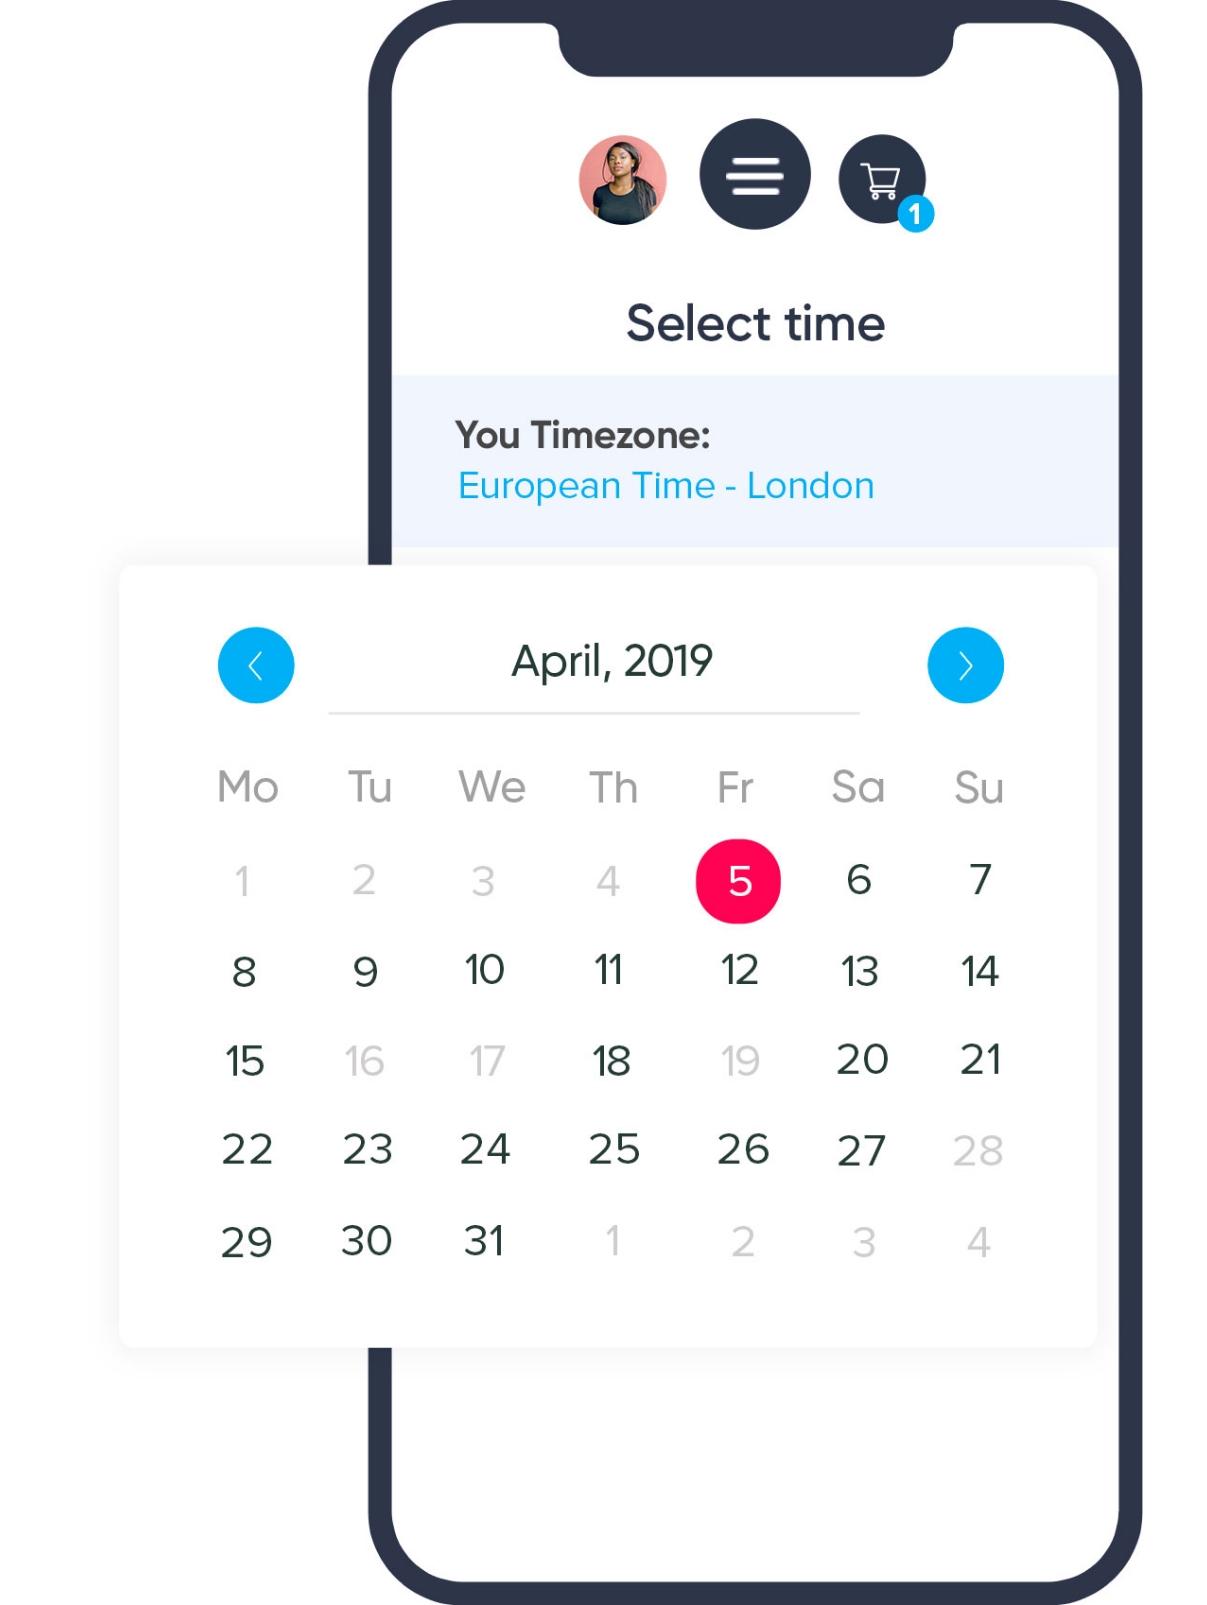 1
Select time
You Timezone:
European Time - London
April, 2019
Mo Tu We Th Fr Sa Su
1 2 3 4 5 6 7
8 9 10 11 12 13 14
15 16 17 18 19 20 21
22 23 24 25 26 27 28
29 30 31 1 2 3 4